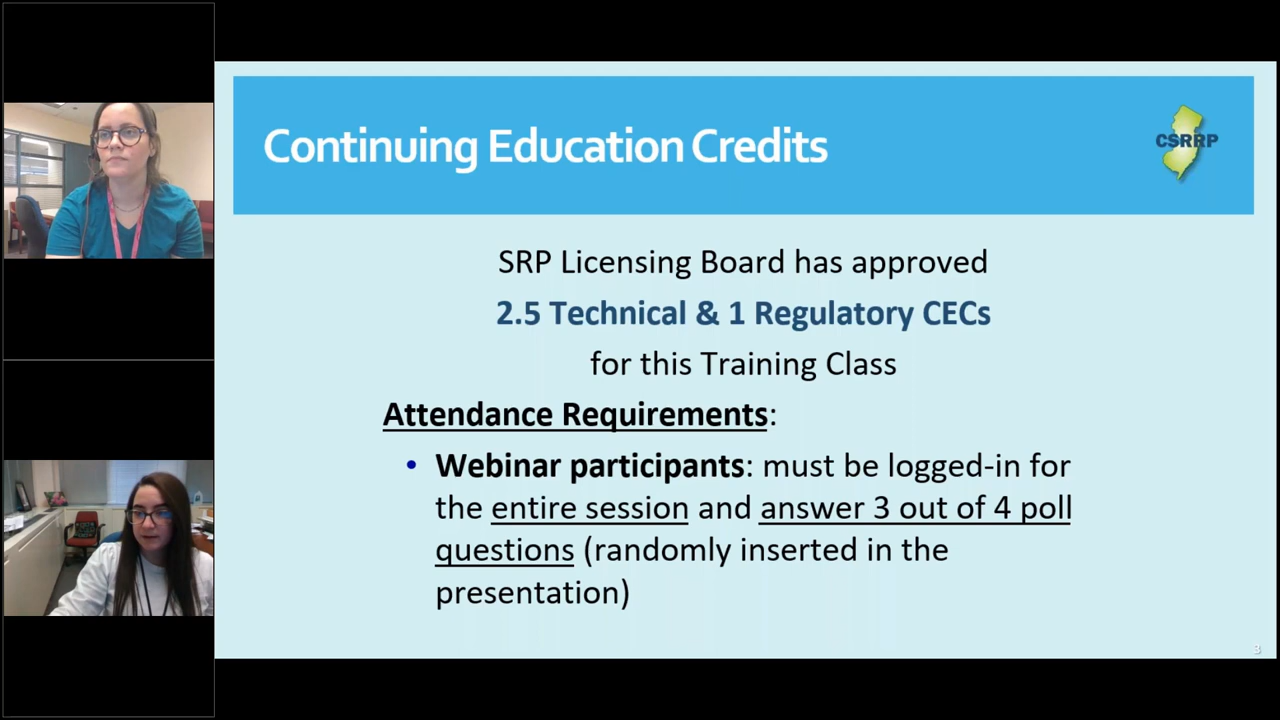 Continuing Education Credits
CSRRP
SRP Licensing Board has approved
2.5 Technical & 1 Regulatory CECs
for this Training Class
Attendance Requirements:
• Webinar participants: must be logged-in for
the entire session and answer 3 out of 4 poll
questions (randomly inserted in the
presentation)
3